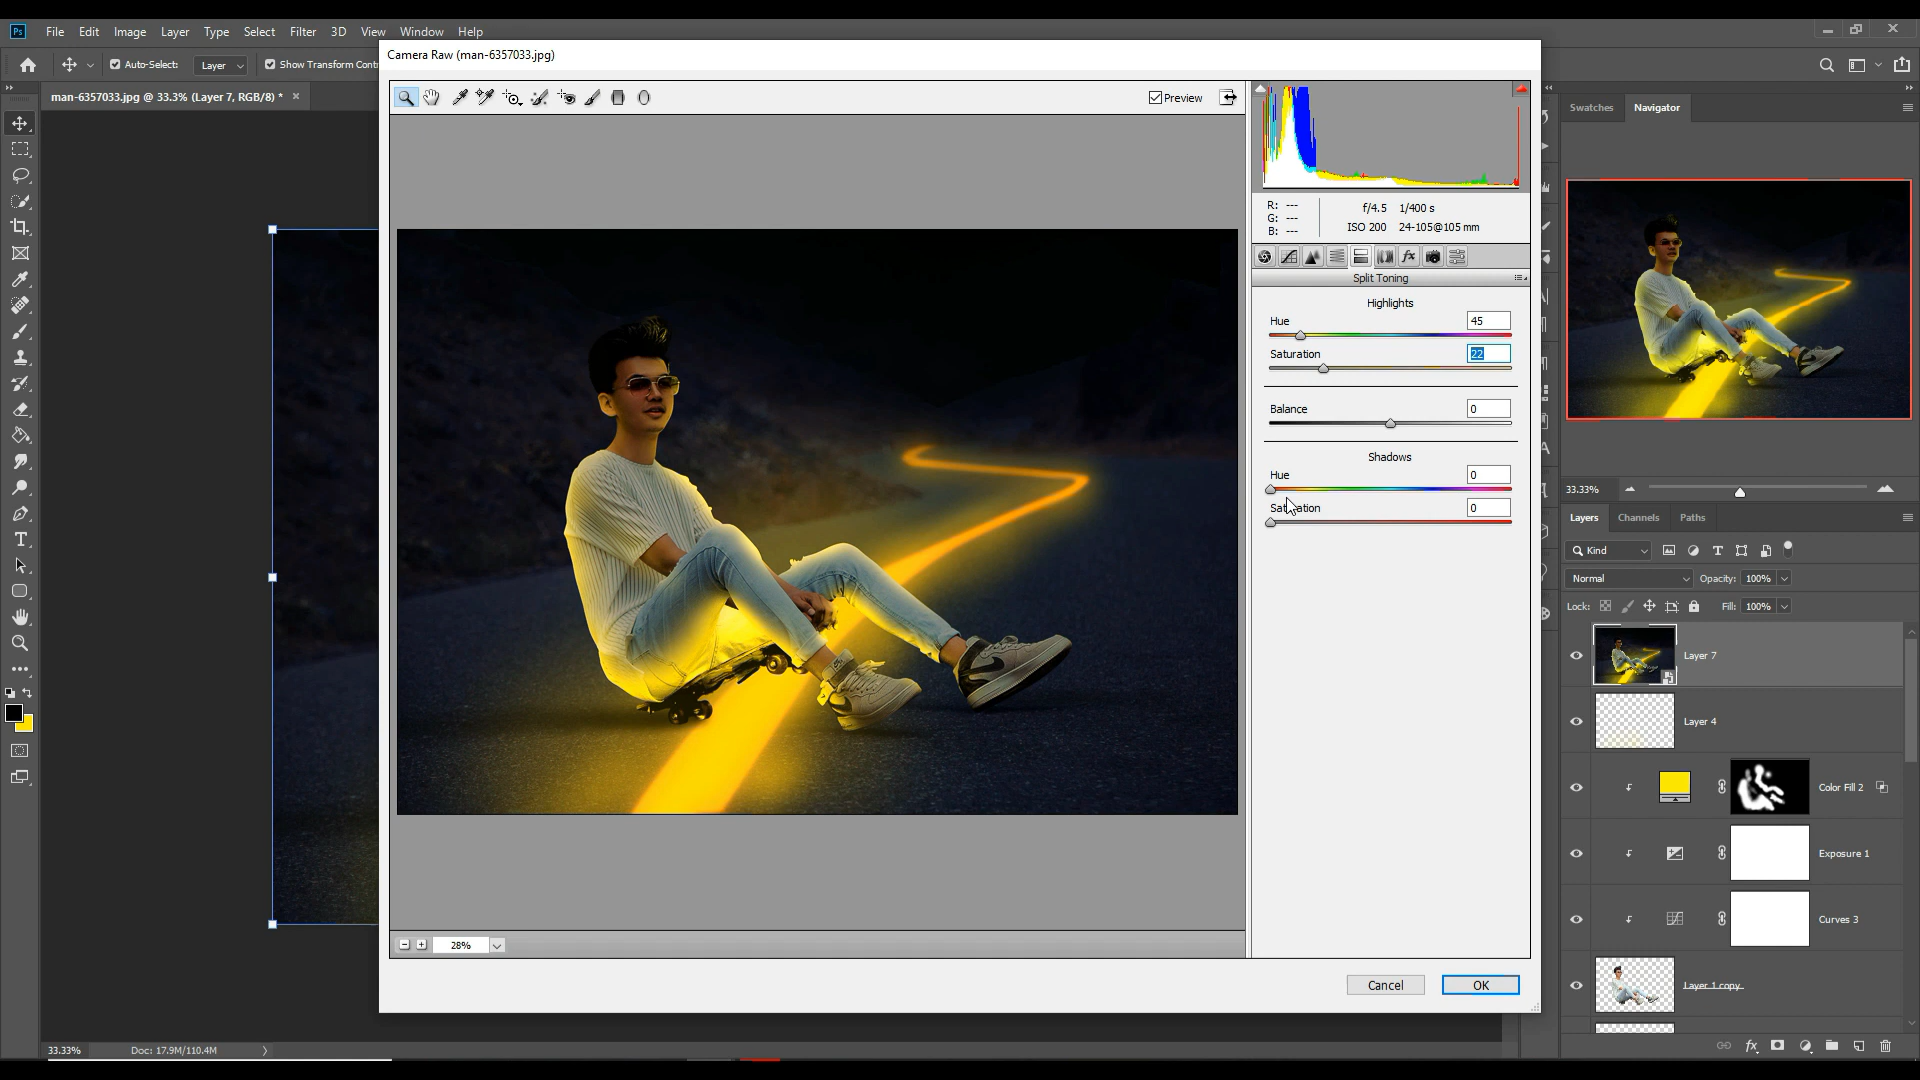 Ps File Edit Image Layer Type Select Filter 3D View Window Help
Camera Raw (man-6357033.jpg)
Auto-Select: Layer Show Transform Cont
man-6357033.jpg @ 33.3% (Layer 7, RGB/8) *
Preview
R: ---
G: ---
B: ---
f/4.5 1/400 s
ISO 200 24-105@105 mm
Split Toning
Highlights
Hue 45
Saturation 22
Balance 0
Shadows
Hue 0
Saturation 0
28%
Cancel OK
33.33% Doc: 17.9M/110.4M
Swatches Navigator
33.33%
Layers Channels Paths
Kind
Normal Opacity: 100%
Lock: Fill: 100%
Layer 7
Layer 4
Color Fill 2
Exposure 1
Curves 3
Layer 1 copy